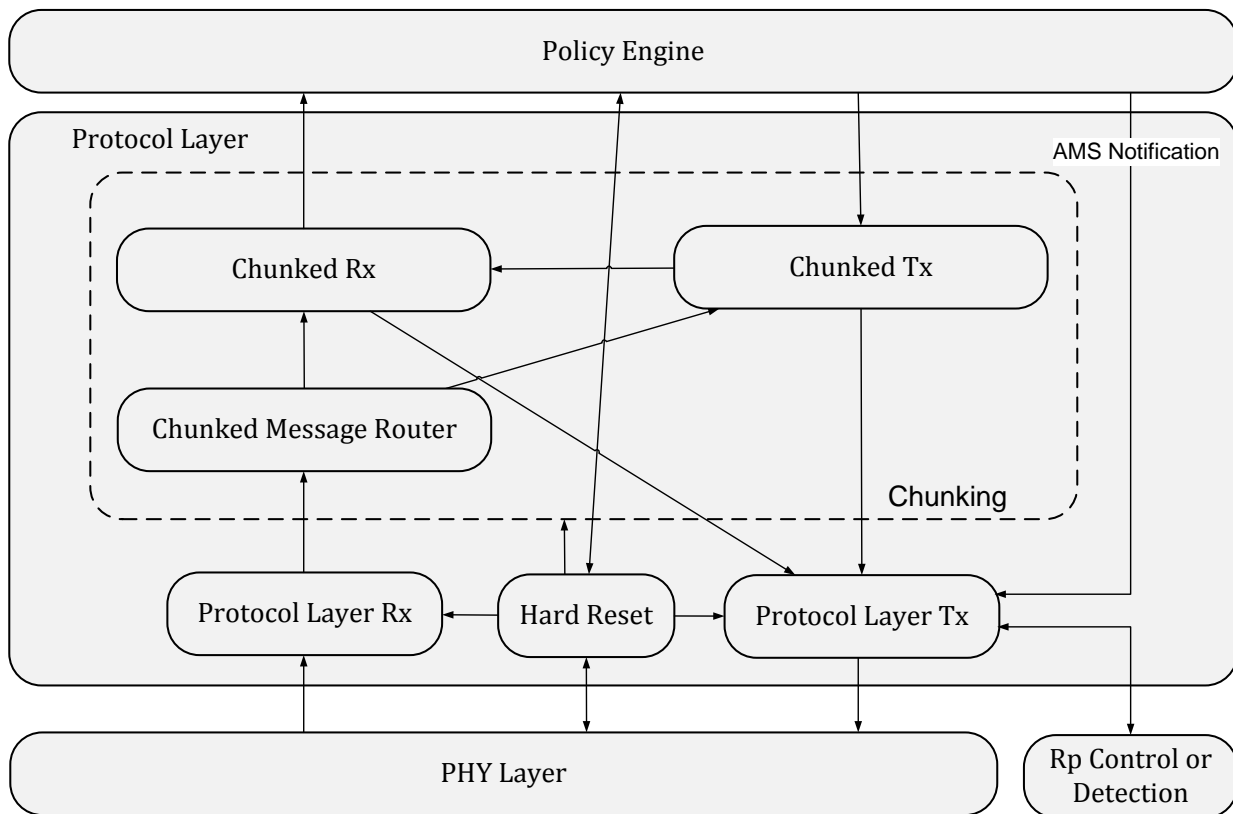 Policy Engine
Protocol Layer
AMS Notification
Chunked Rx
Chunked Tx
Chunked Message Router
Chunking
Protocol Layer Rx
Hard Reset
Protocol Layer Tx
PHY Layer
Rp Control or
Detection